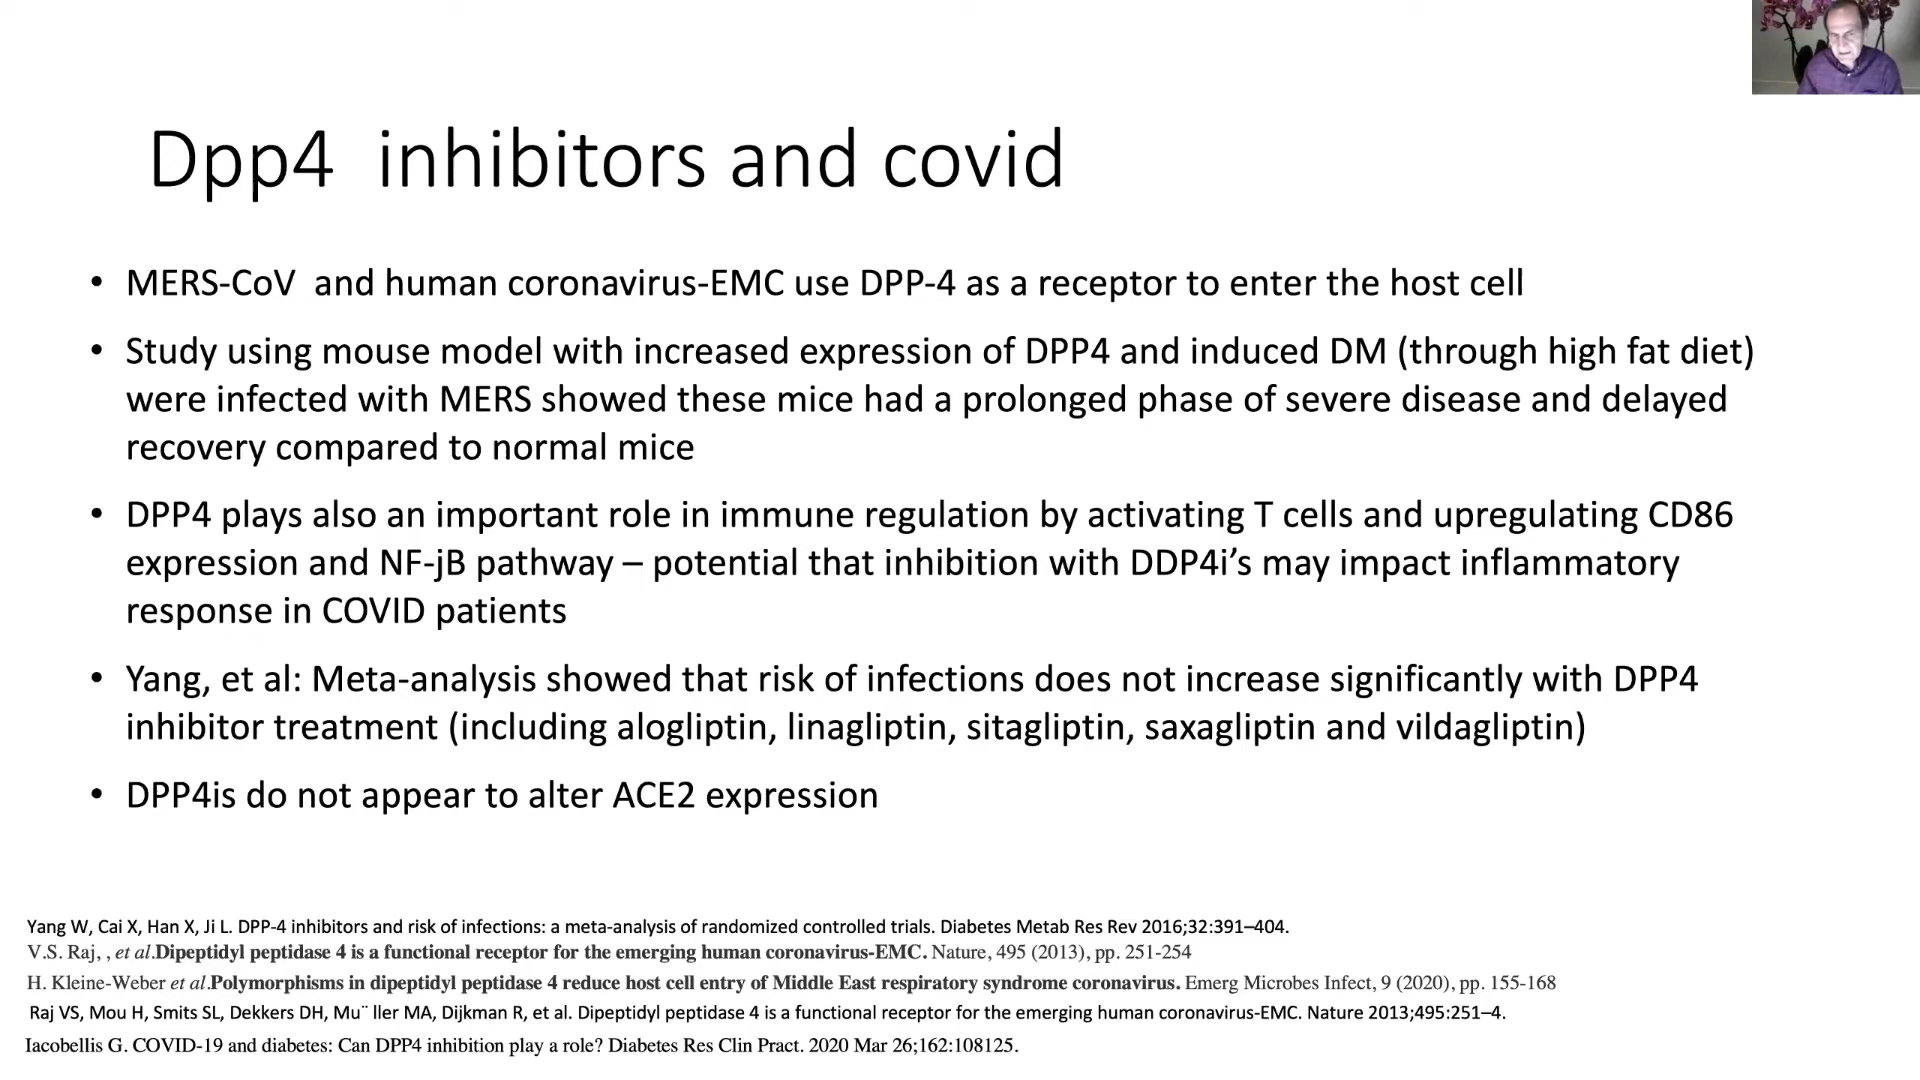 Dpp4 inhibitors and covid
• MERS-CoV and human coronavirus-EMC use DPP-4 as a receptor to enter the host cell
• Study using mouse model with increased expression of DPP4 and induced DM (through high fat diet)
were infected with MERS showed these mice had a prolonged phase of severe disease and delayed
recovery compared to normal mice
• DPP4 plays also an important role in immune regulation by activating T cells and upregulating CD86
expression and NF-jB pathway – potential that inhibition with DDP4i’s may impact inflammatory
response in COVID patients
• Yang, et al: Meta-analysis showed that risk of infections does not increase significantly with DPP4
inhibitor treatment (including alogliptin, linagliptin, sitagliptin, saxagliptin and vildagliptin)
• DPP4is do not appear to alter ACE2 expression
Yang W, Cai X, Han X, Ji L. DPP-4 inhibitors and risk of infections: a meta-analysis of randomized controlled trials. Diabetes Metab Res Rev 2016;32:391–404.
V.S. Raj, , et al.Dipeptidyl peptidase 4 is a functional receptor for the emerging human coronavirus-EMC. Nature, 495 (2013), pp. 251-254
H. Kleine-Weber et al.Polymorphisms in dipeptidyl peptidase 4 reduce host cell entry of Middle East respiratory syndrome coronavirus. Emerg Microbes Infect, 9 (2020), pp. 155-168
Raj VS, Mou H, Smits SL, Dekkers DH, Mu¨ ller MA, Dijkman R, et al. Dipeptidyl peptidase 4 is a functional receptor for the emerging human coronavirus-EMC. Nature 2013;495:251–4.
Iacobellis G. COVID-19 and diabetes: Can DPP4 inhibition play a role? Diabetes Res Clin Pract. 2020 Mar 26;162:108125.